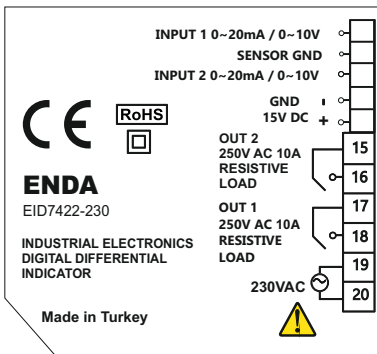 INPUT 1 0~20mA / 0~10V
SENSOR GND
INPUT 2 0~20mA / 0~10V
GND -
15V DC +
CE
RoHS
OUT 2
250V AC 10A
RESISTIVE
LOAD
15
16
ENDA
EID7422-230
OUT 1
250V AC 10A
RESISTIVE
LOAD
17
18
INDUSTRIAL ELECTRONICS
DIGITAL DIFFERENTIAL
INDICATOR
230VAC
19
20
Made in Turkey